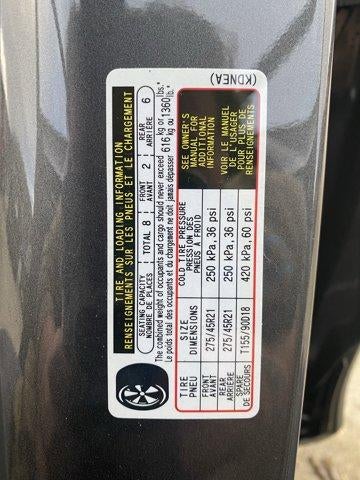 TIRE AND LOADING INFORMATION
RENSEIGNEMENTS SUR LES PNEUS ET LE CHARGEMENT
SEATING CAPACITY
NOMBRE DE PLACES
TOTAL 8
FRONT
AVANT
2
REAR
ARRIÈRE
6
The combined weight of occupants and cargo should never exceed 616 kg or 1360 lbs.
Le poids total des occupants et du chargement ne doit jamais dépasser 616 kg ou 1360 lb.
TIRE
PNEU
SIZE
DIMENSIONS
COLD TIRE PRESSURE
PRESSION DES
PNEUS A FROID
FRONT
AVANT
275/45R21
250 kPa, 36 psi
REAR
ARRIÈRE
275/45R21
250 kPa, 36 psi
SPARE
DE SECOURS
T155/90D18
420 kPa, 60 psi
SEE OWNER'S
MANUAL FOR
ADDITIONAL
INFORMATION
VOIR LE MANUEL
DE L'USAGER
POUR PLUS DE
RENSEIGNEMENTS
(KDNEA)